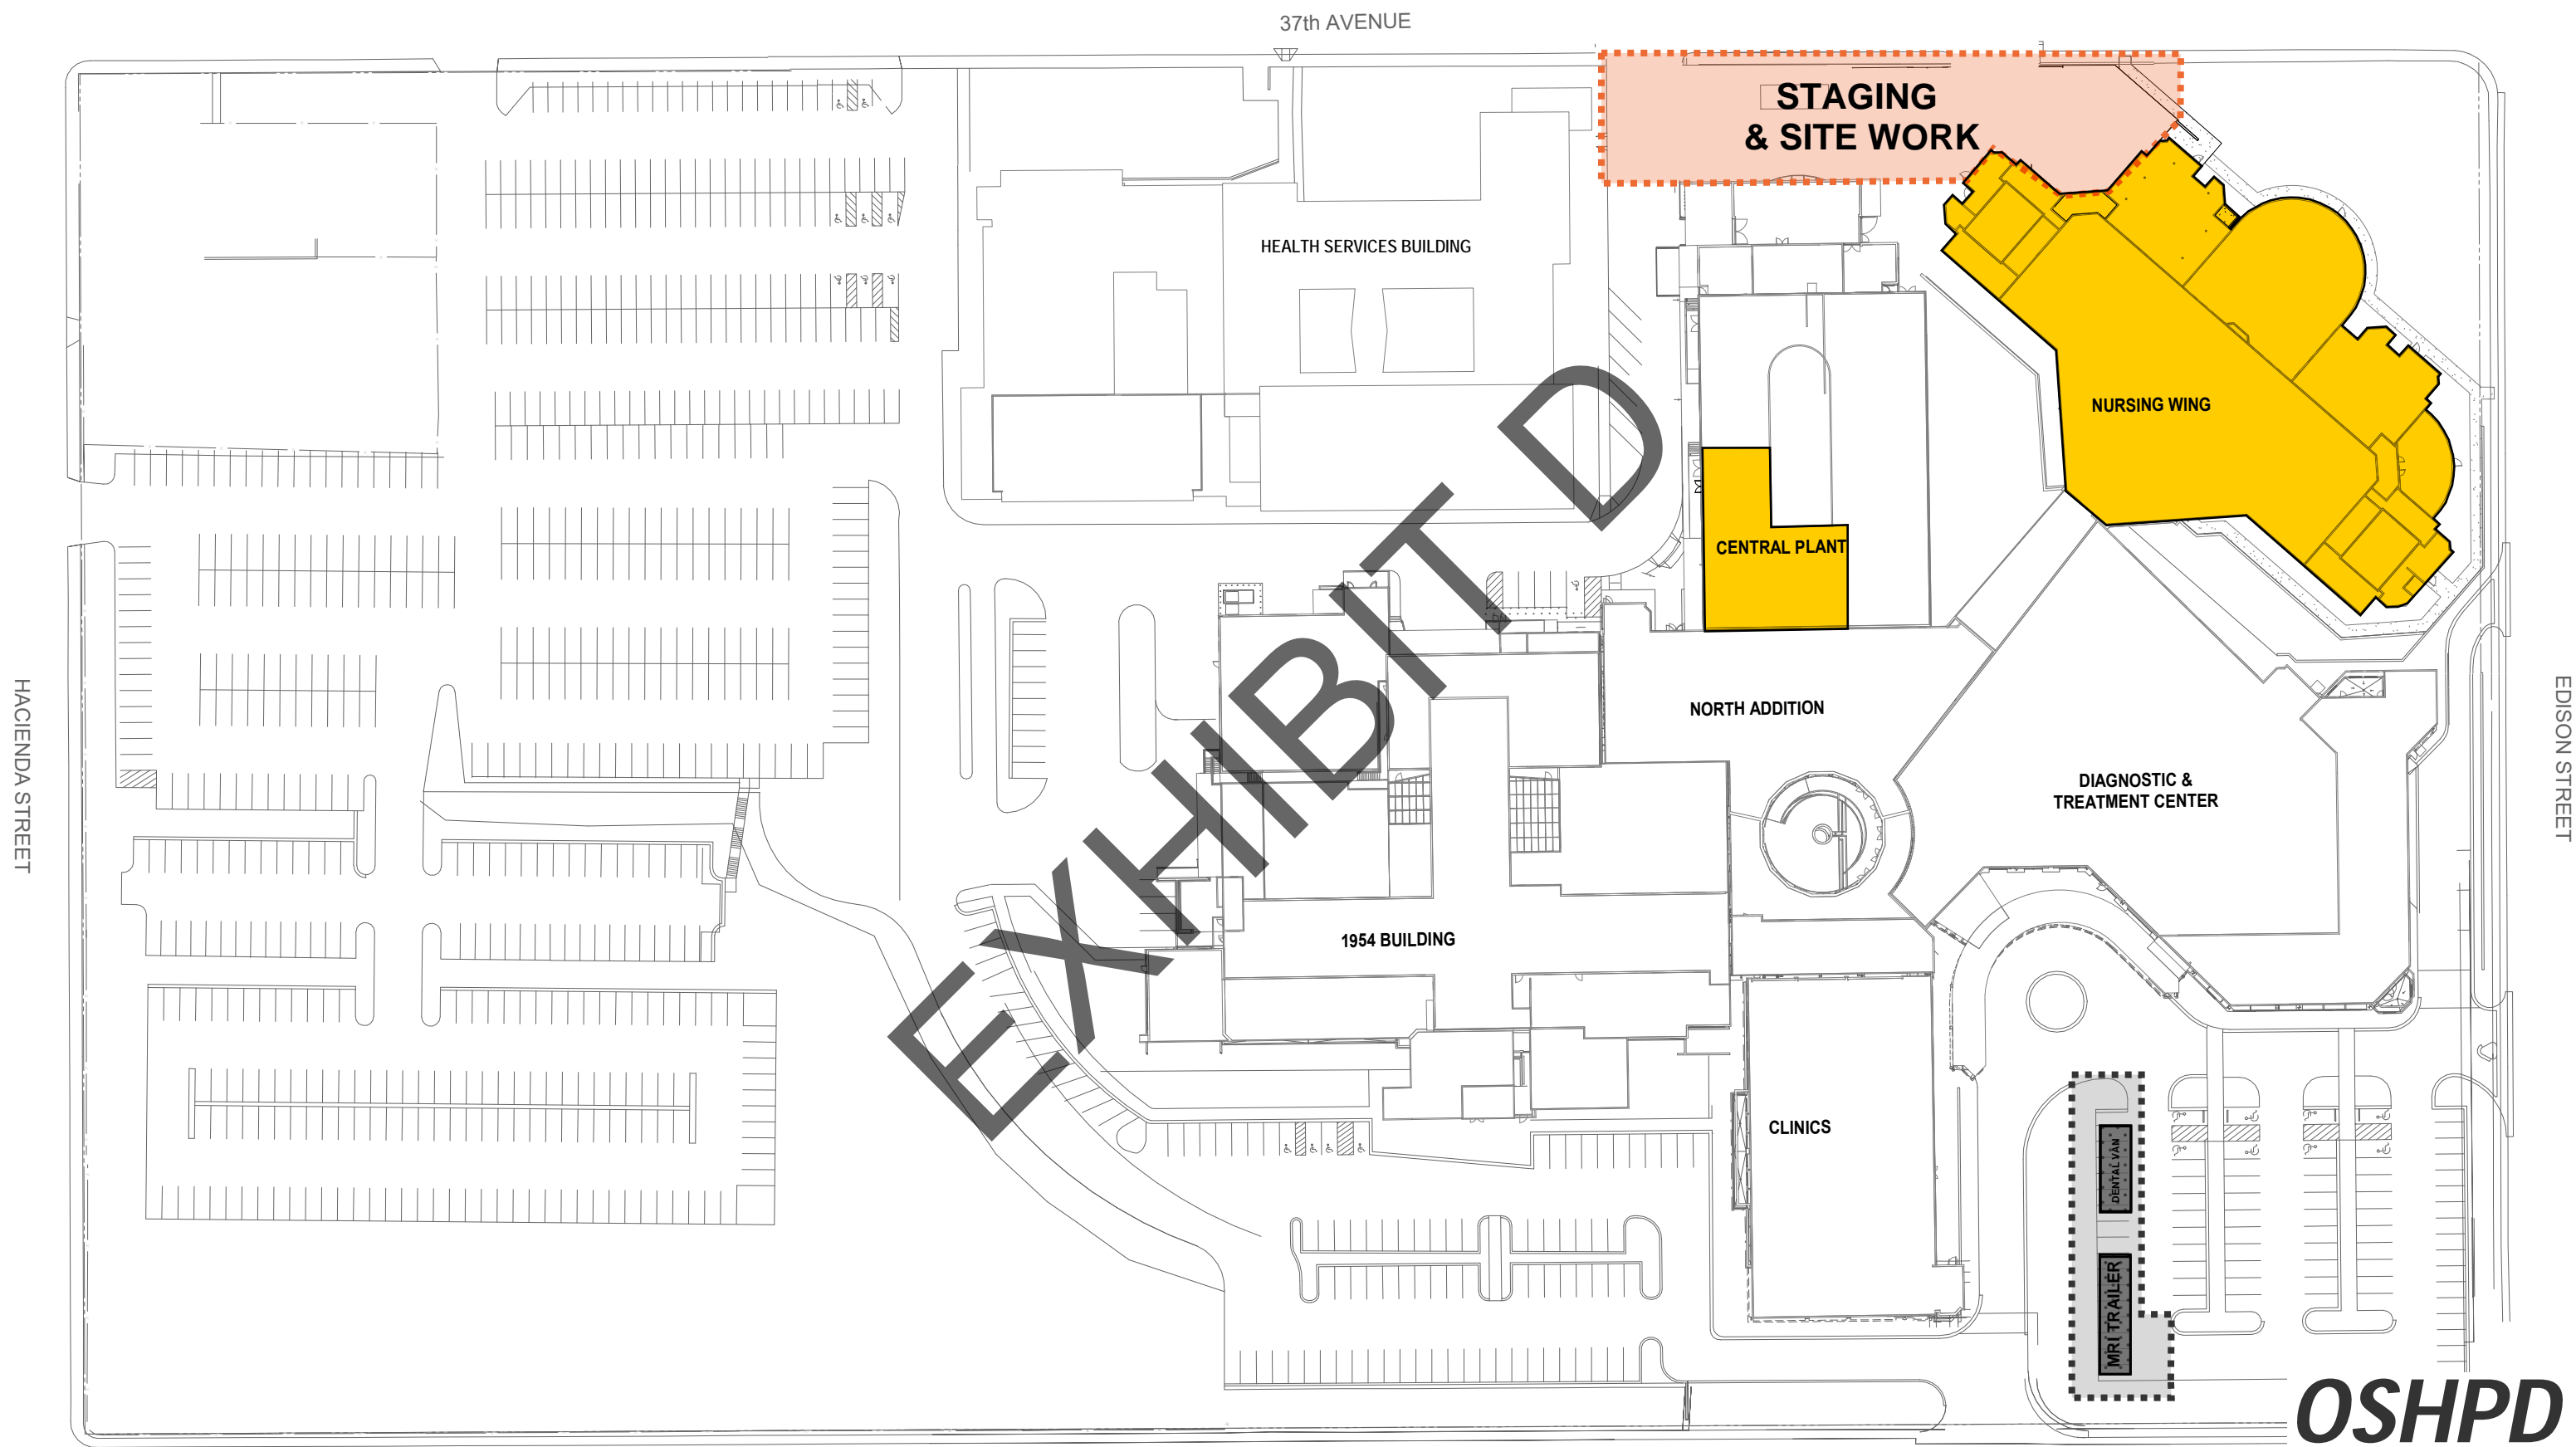 37th AVENUE
STAGING
& SITE WORK
HEALTH SERVICES BUILDING
NURSING WING
CENTRAL PLANT
EXHIBIT D
NORTH ADDITION
HACIENDA STREET
EDISON STREET
DIAGNOSTIC &
TREATMENT CENTER
1954 BUILDING
CLINICS
DENTAL VAN
MRI TRAILER
OSHPD